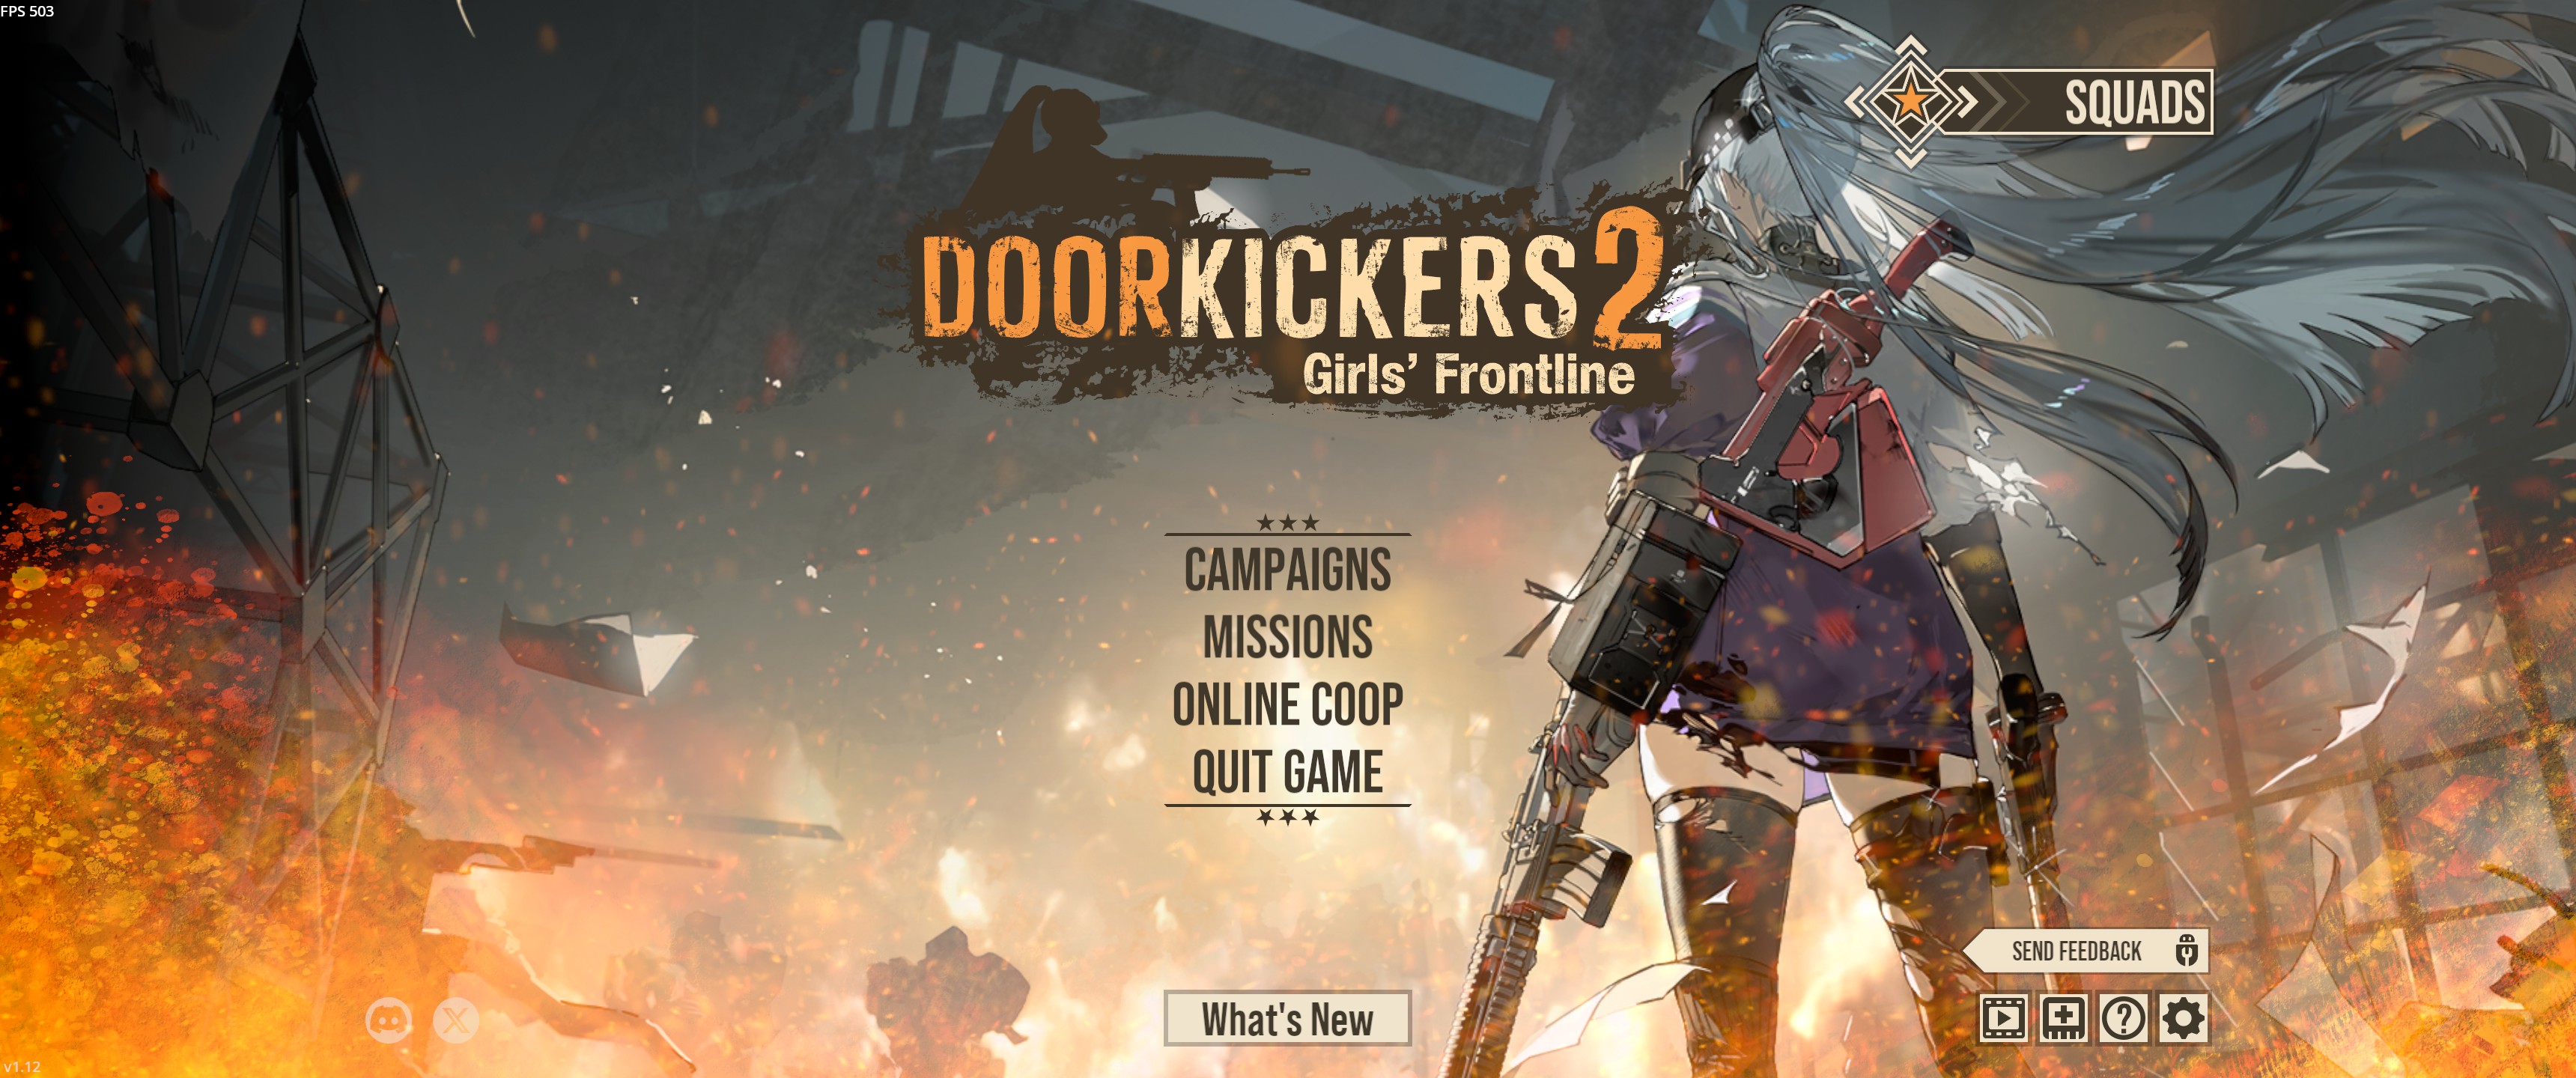 FPS 503
SQUADS
DOORKICKERS 2
Girls' Frontline
CAMPAIGNS
MISSIONS
ONLINE COOP
QUIT GAME
SEND FEEDBACK
What's New
v1.12